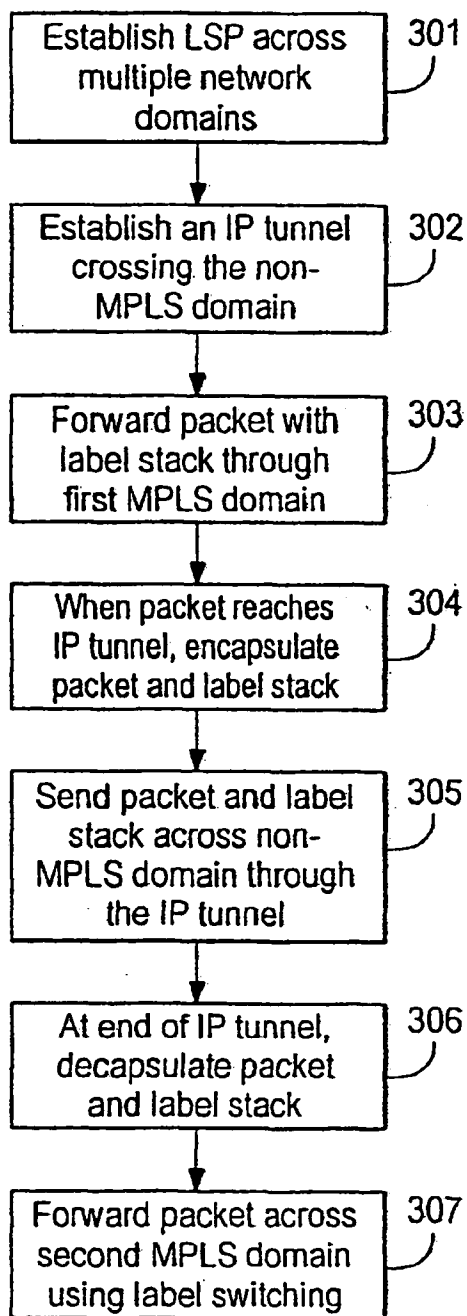 Establish LSP across
multiple network
domains
301
Establish an IP tunnel
crossing the non-
MPLS domain
302
Forward packet with
label stack through
first MPLS domain
303
When packet reaches
IP tunnel, encapsulate
packet and label stack
304
Send packet and label
stack across non-
MPLS domain through
the IP tunnel
305
At end of IP tunnel,
decapsulate packet
and label stack
306
Forward packet across
second MPLS domain
using label switching
307